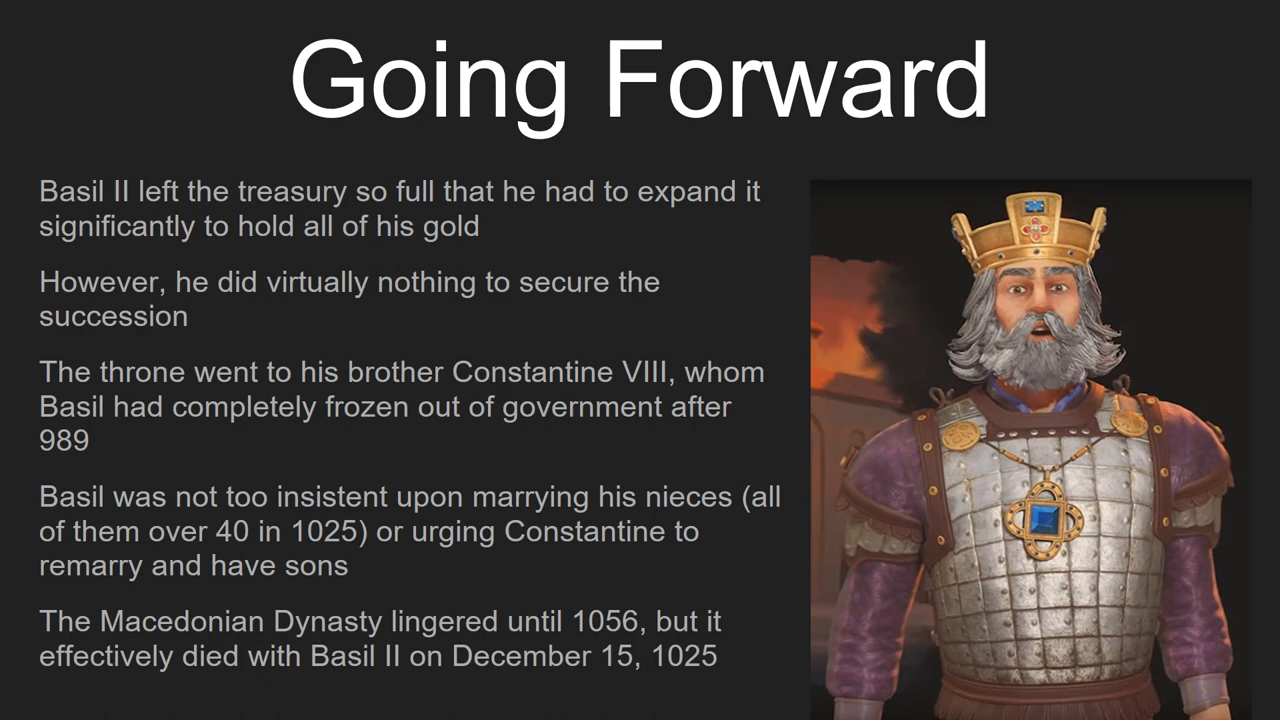 Going Forward
Basil II left the treasury so full that he had to expand it
significantly to hold all of his gold
However, he did virtually nothing to secure the
succession
The throne went to his brother Constantine VIII, whom
Basil had completely frozen out of government after
989
Basil was not too insistent upon marrying his nieces (all
of them over 40 in 1025) or urging Constantine to
remarry and have sons
The Macedonian Dynasty lingered until 1056, but it
effectively died with Basil II on December 15, 1025